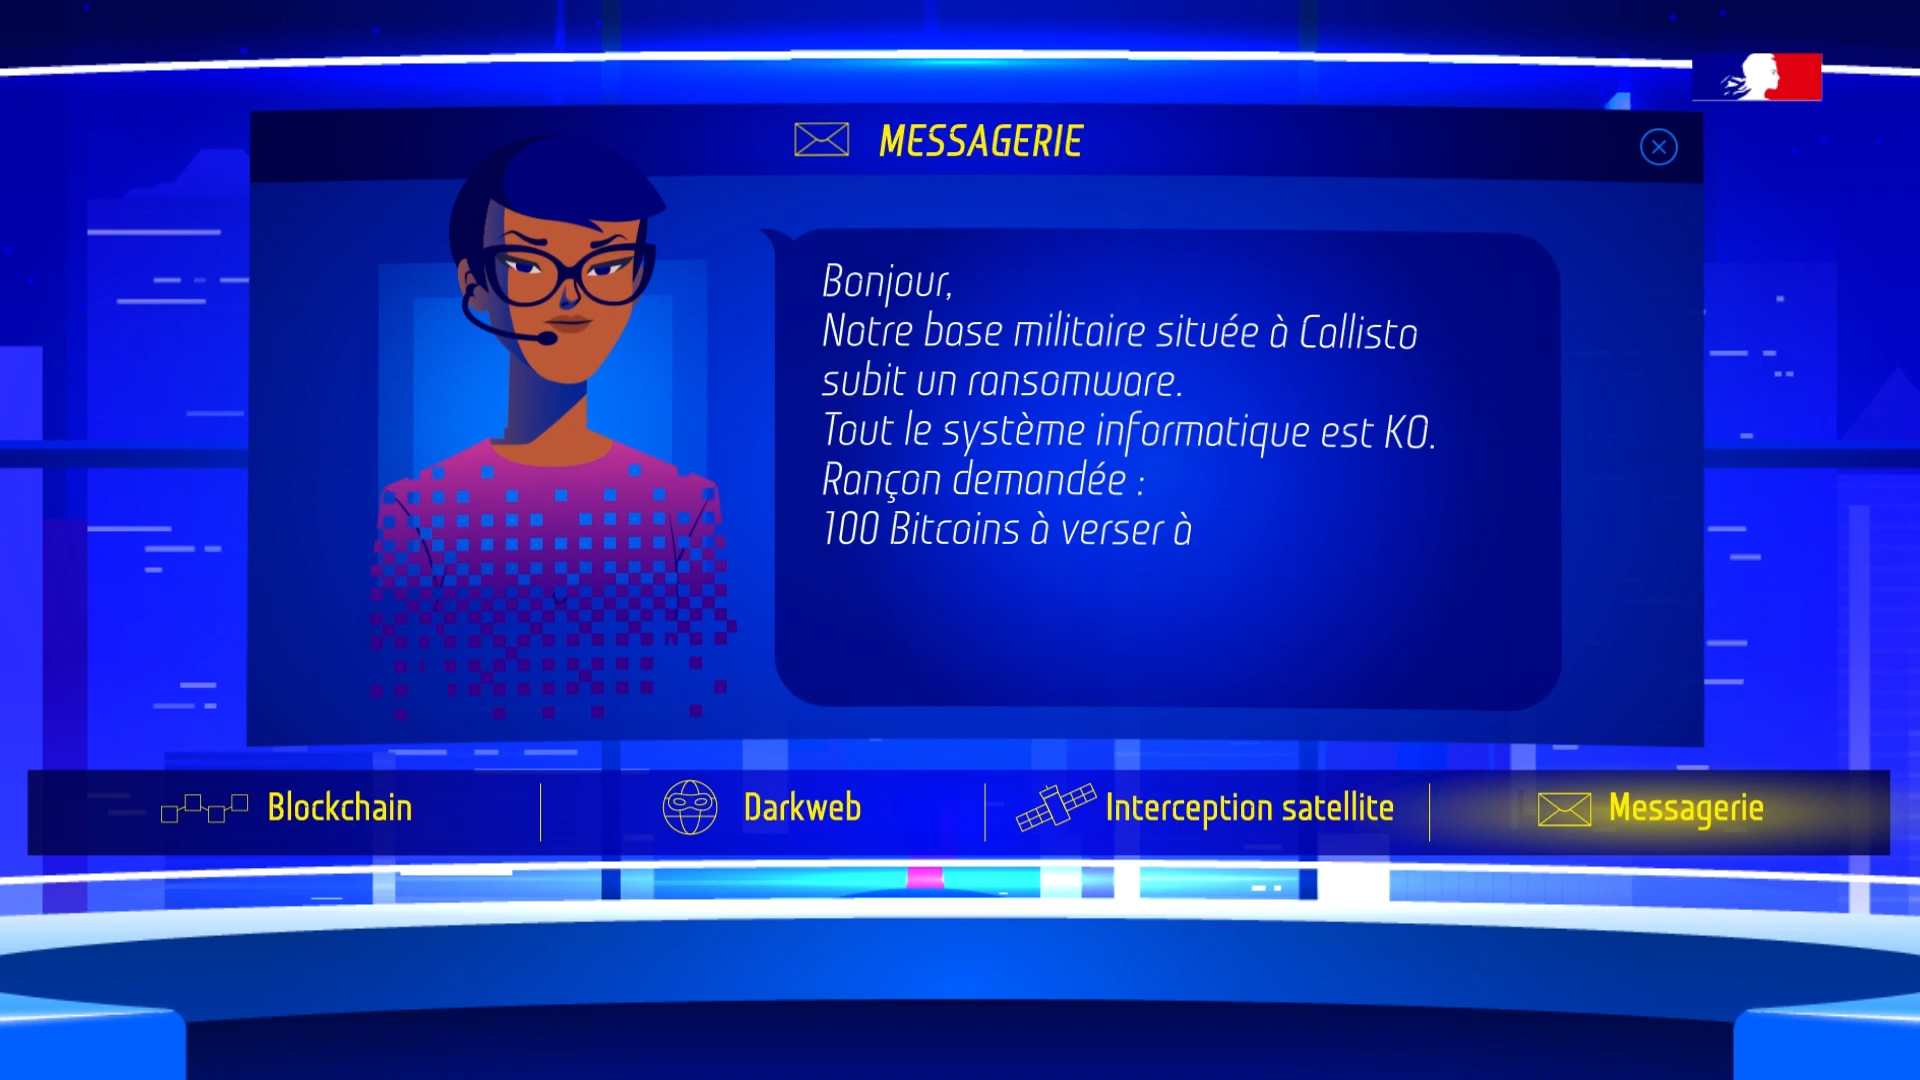 MESSAGERIE
Bonjour,
Notre base militaire située à Callisto
subit un ransomware.
Tout le système informatique est KO.
Rançon demandée :
100 Bitcoins à verser à
Blockchain
Darkweb
Interception satellite
Messagerie